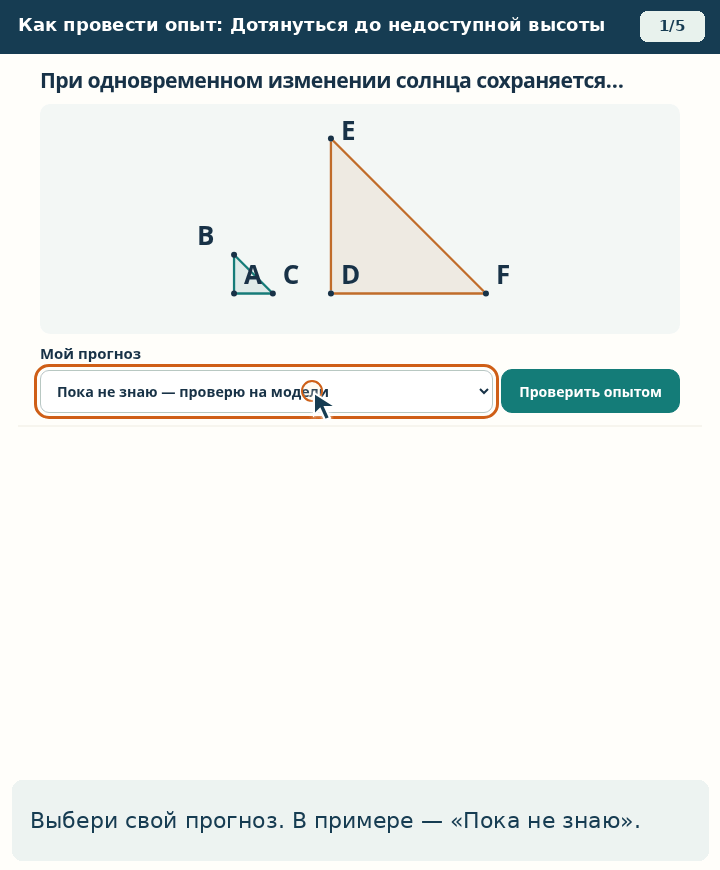 Как провести опыт: Дотянуться до недоступной высоты
1/5
При одновременном изменении солнца сохраняется...
E
B
A
C
D
F
Мой прогноз
Пока не знаю — проверю на модели
Проверить опытом
Выбери свой прогноз. В примере — «Пока не знаю».